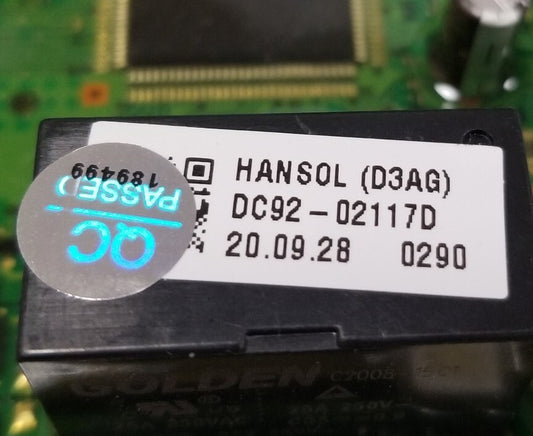 HANSOL (D3AG)
DC92-02117D
20.09.28 0290
189499
QC
PASSED
GOLDEN